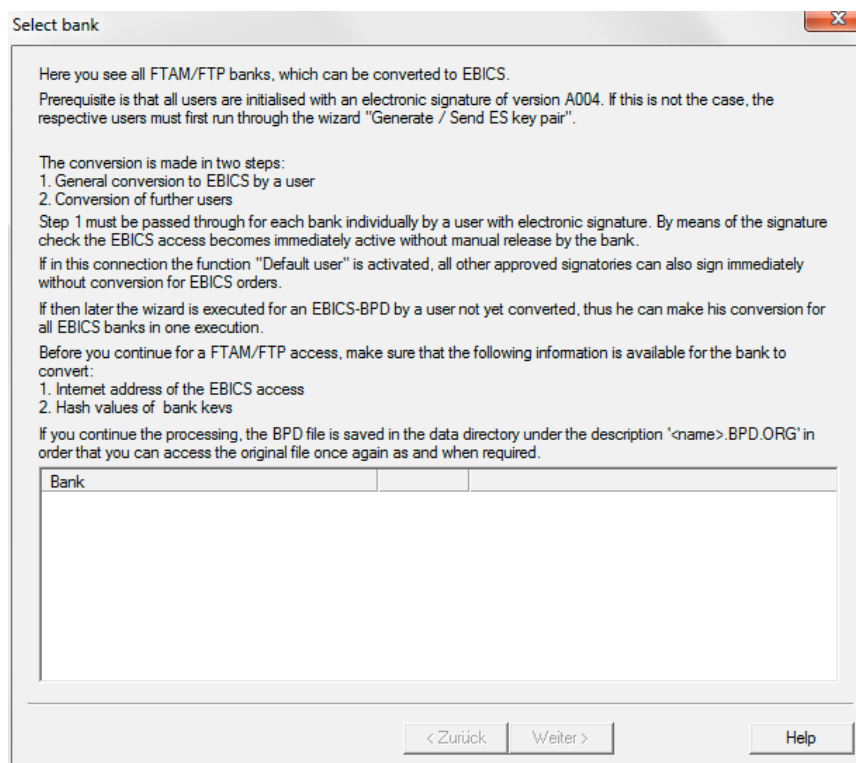 Select bank
Here you see all FTAM/FTP banks, which can be converted to EBICS.
Prerequisite is that all users are initialised with an electronic signature of version A004. If this is not the case, the
respective users must first run through the wizard "Generate / Send ES key pair".
The conversion is made in two steps:
1. General conversion to EBICS by a user
2. Conversion of further users
Step 1 must be passed through for each bank individually by a user with electronic signature. By means of the signature
check the EBICS access becomes immediately active without manual release by the bank.
If in this connection the function "Default user" is activated, all other approved signatories can also sign immediately
without conversion for EBICS orders.
If then later the wizard is executed for an EBICS-BPD by a user not yet converted, thus he can make his conversion for
all EBICS banks in one execution.
Before you continue for a FTAM/FTP access, make sure that the following information is available for the bank to
convert:
1. Internet address of the EBICS access
2. Hash values of bank keys
If you continue the processing, the BPD file is saved in the data directory under the description '<name>.BPD.ORG' in
order that you can access the original file once again as and when required.
Bank
< Zurück Weiter > Help